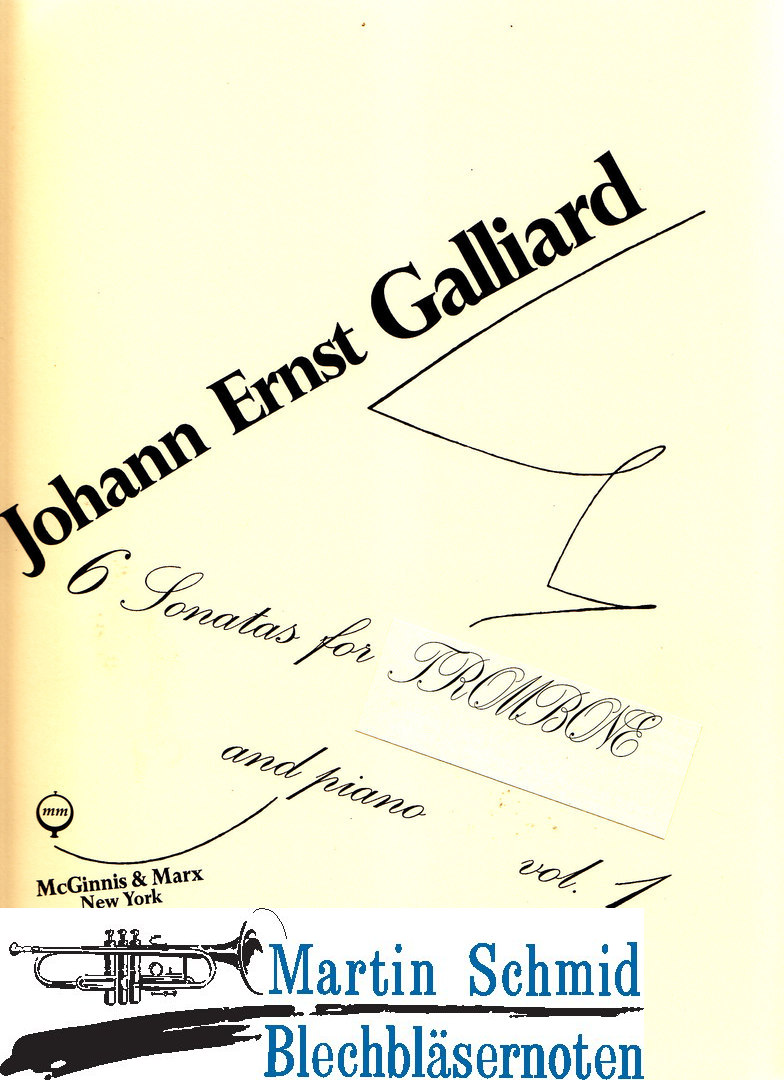 Johann Ernst Galliard
6 Sonatas for TROMBONE
and piano
vol. 1
mm
McGinnis & Marx
New York
Martin Schmid
Blechbläsernoten